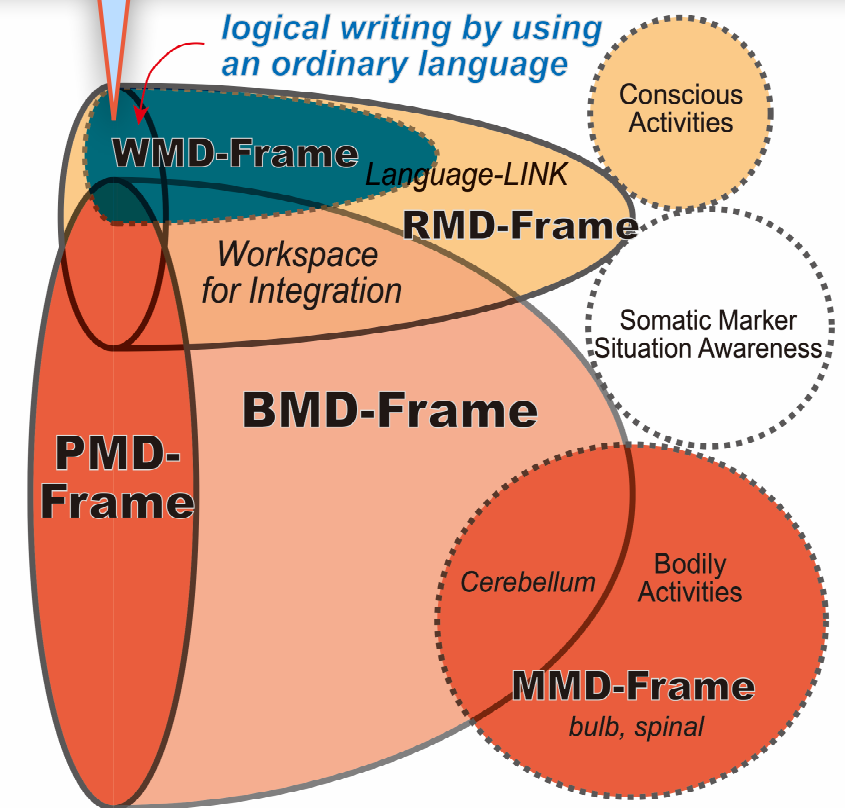 logical writing by using
an ordinary language
Conscious
Activities
WMD-Frame
Language-LINK
RMD-Frame
Workspace
for Integration
Somatic Marker
Situation Awareness
BMD-Frame
PMD-
Frame
Cerebellum
Bodily
Activities
MMD-Frame
bulb, spinal